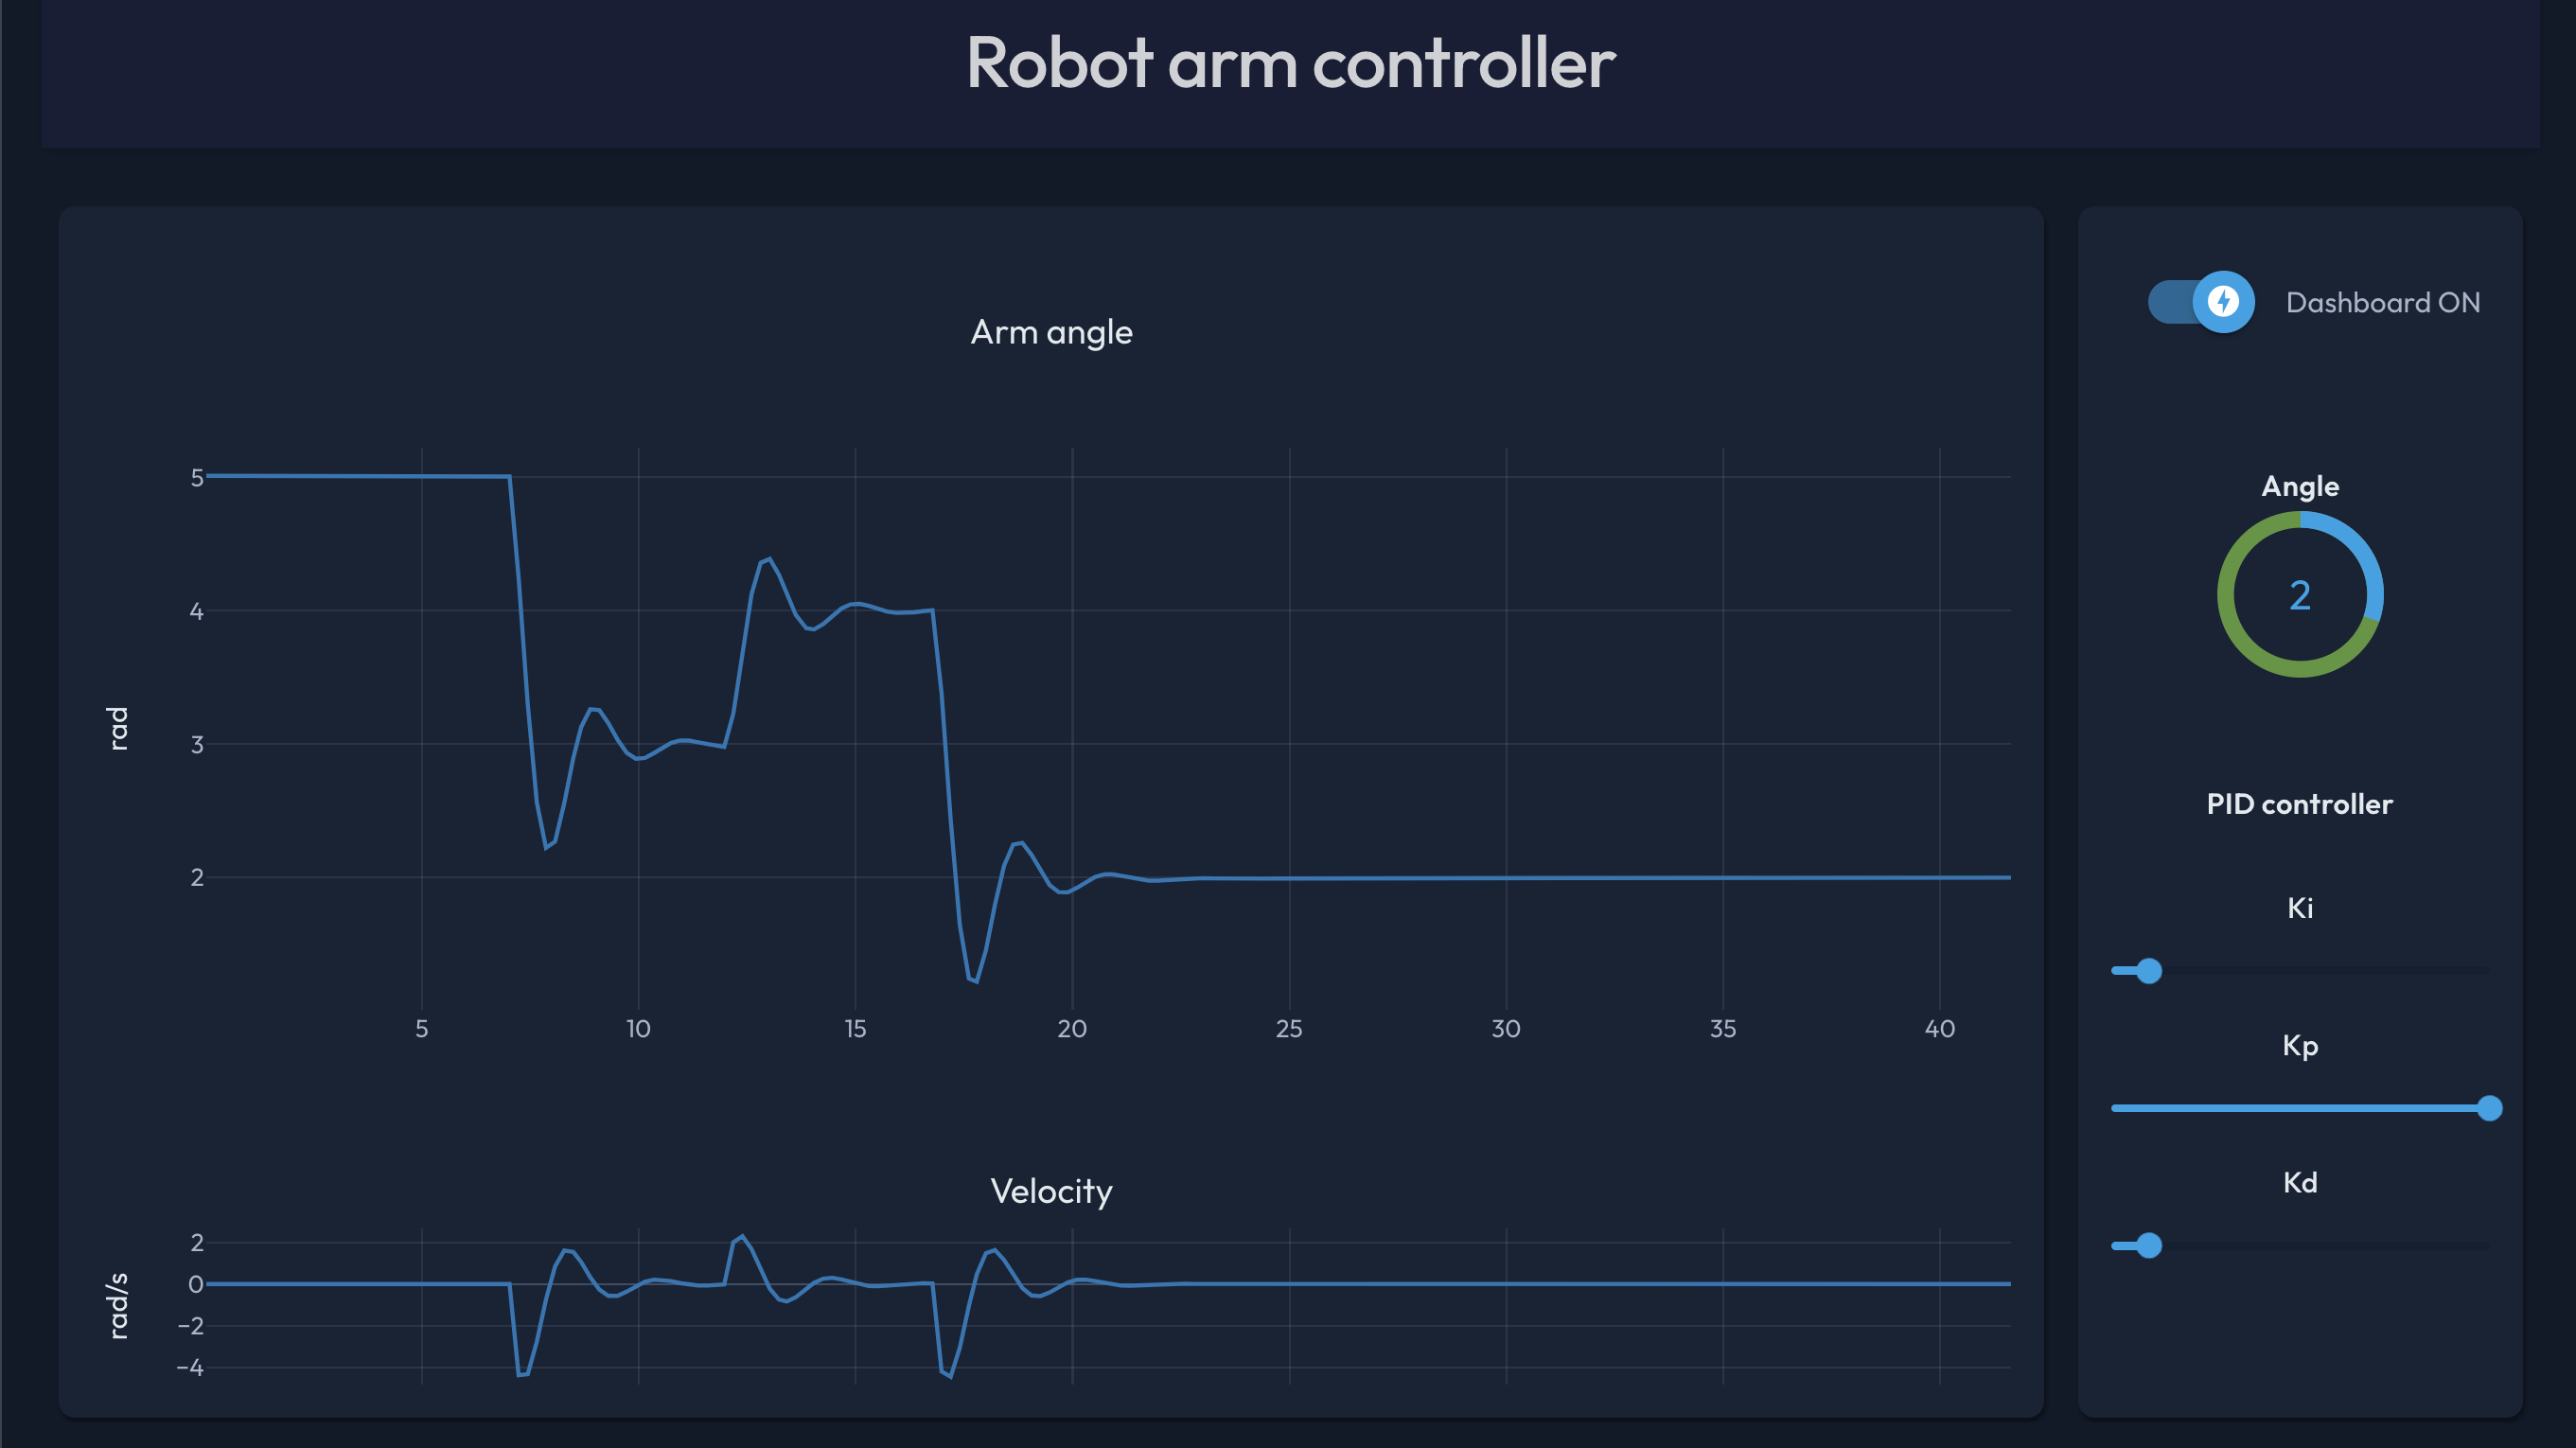 Robot arm controller
Arm angle
rad
5
4
3
2
5 10 15 20 25 30 35 40
Velocity
rad/s
2
0
−2
−4
Dashboard ON
Angle
2
PID controller
Ki
Kp
Kd